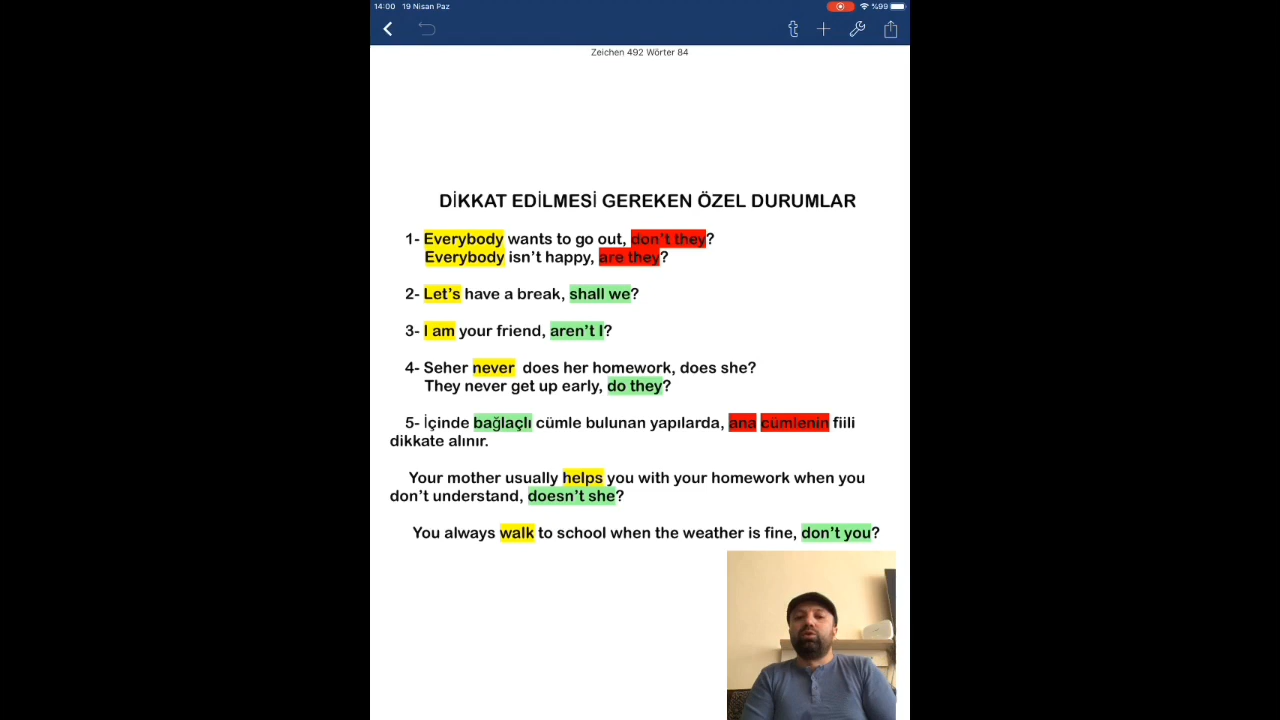 14:00 19 Nisan Paz %99
t
Zeichen 492 Wörter 84
DİKKAT EDİLMESİ GEREKEN ÖZEL DURUMLAR
1- Everybody wants to go out, don't they?
Everybody isn't happy, are they?
2- Let's have a break, shall we?
3- I am your friend, aren't I?
4- Seher never does her homework, does she?
They never get up early, do they?
5- İçinde bağlaçlı cümle bulunan yapılarda, ana cümlenin fiili
dikkate alınır.
Your mother usually helps you with your homework when you
don't understand, doesn't she?
You always walk to school when the weather is fine, don't you?